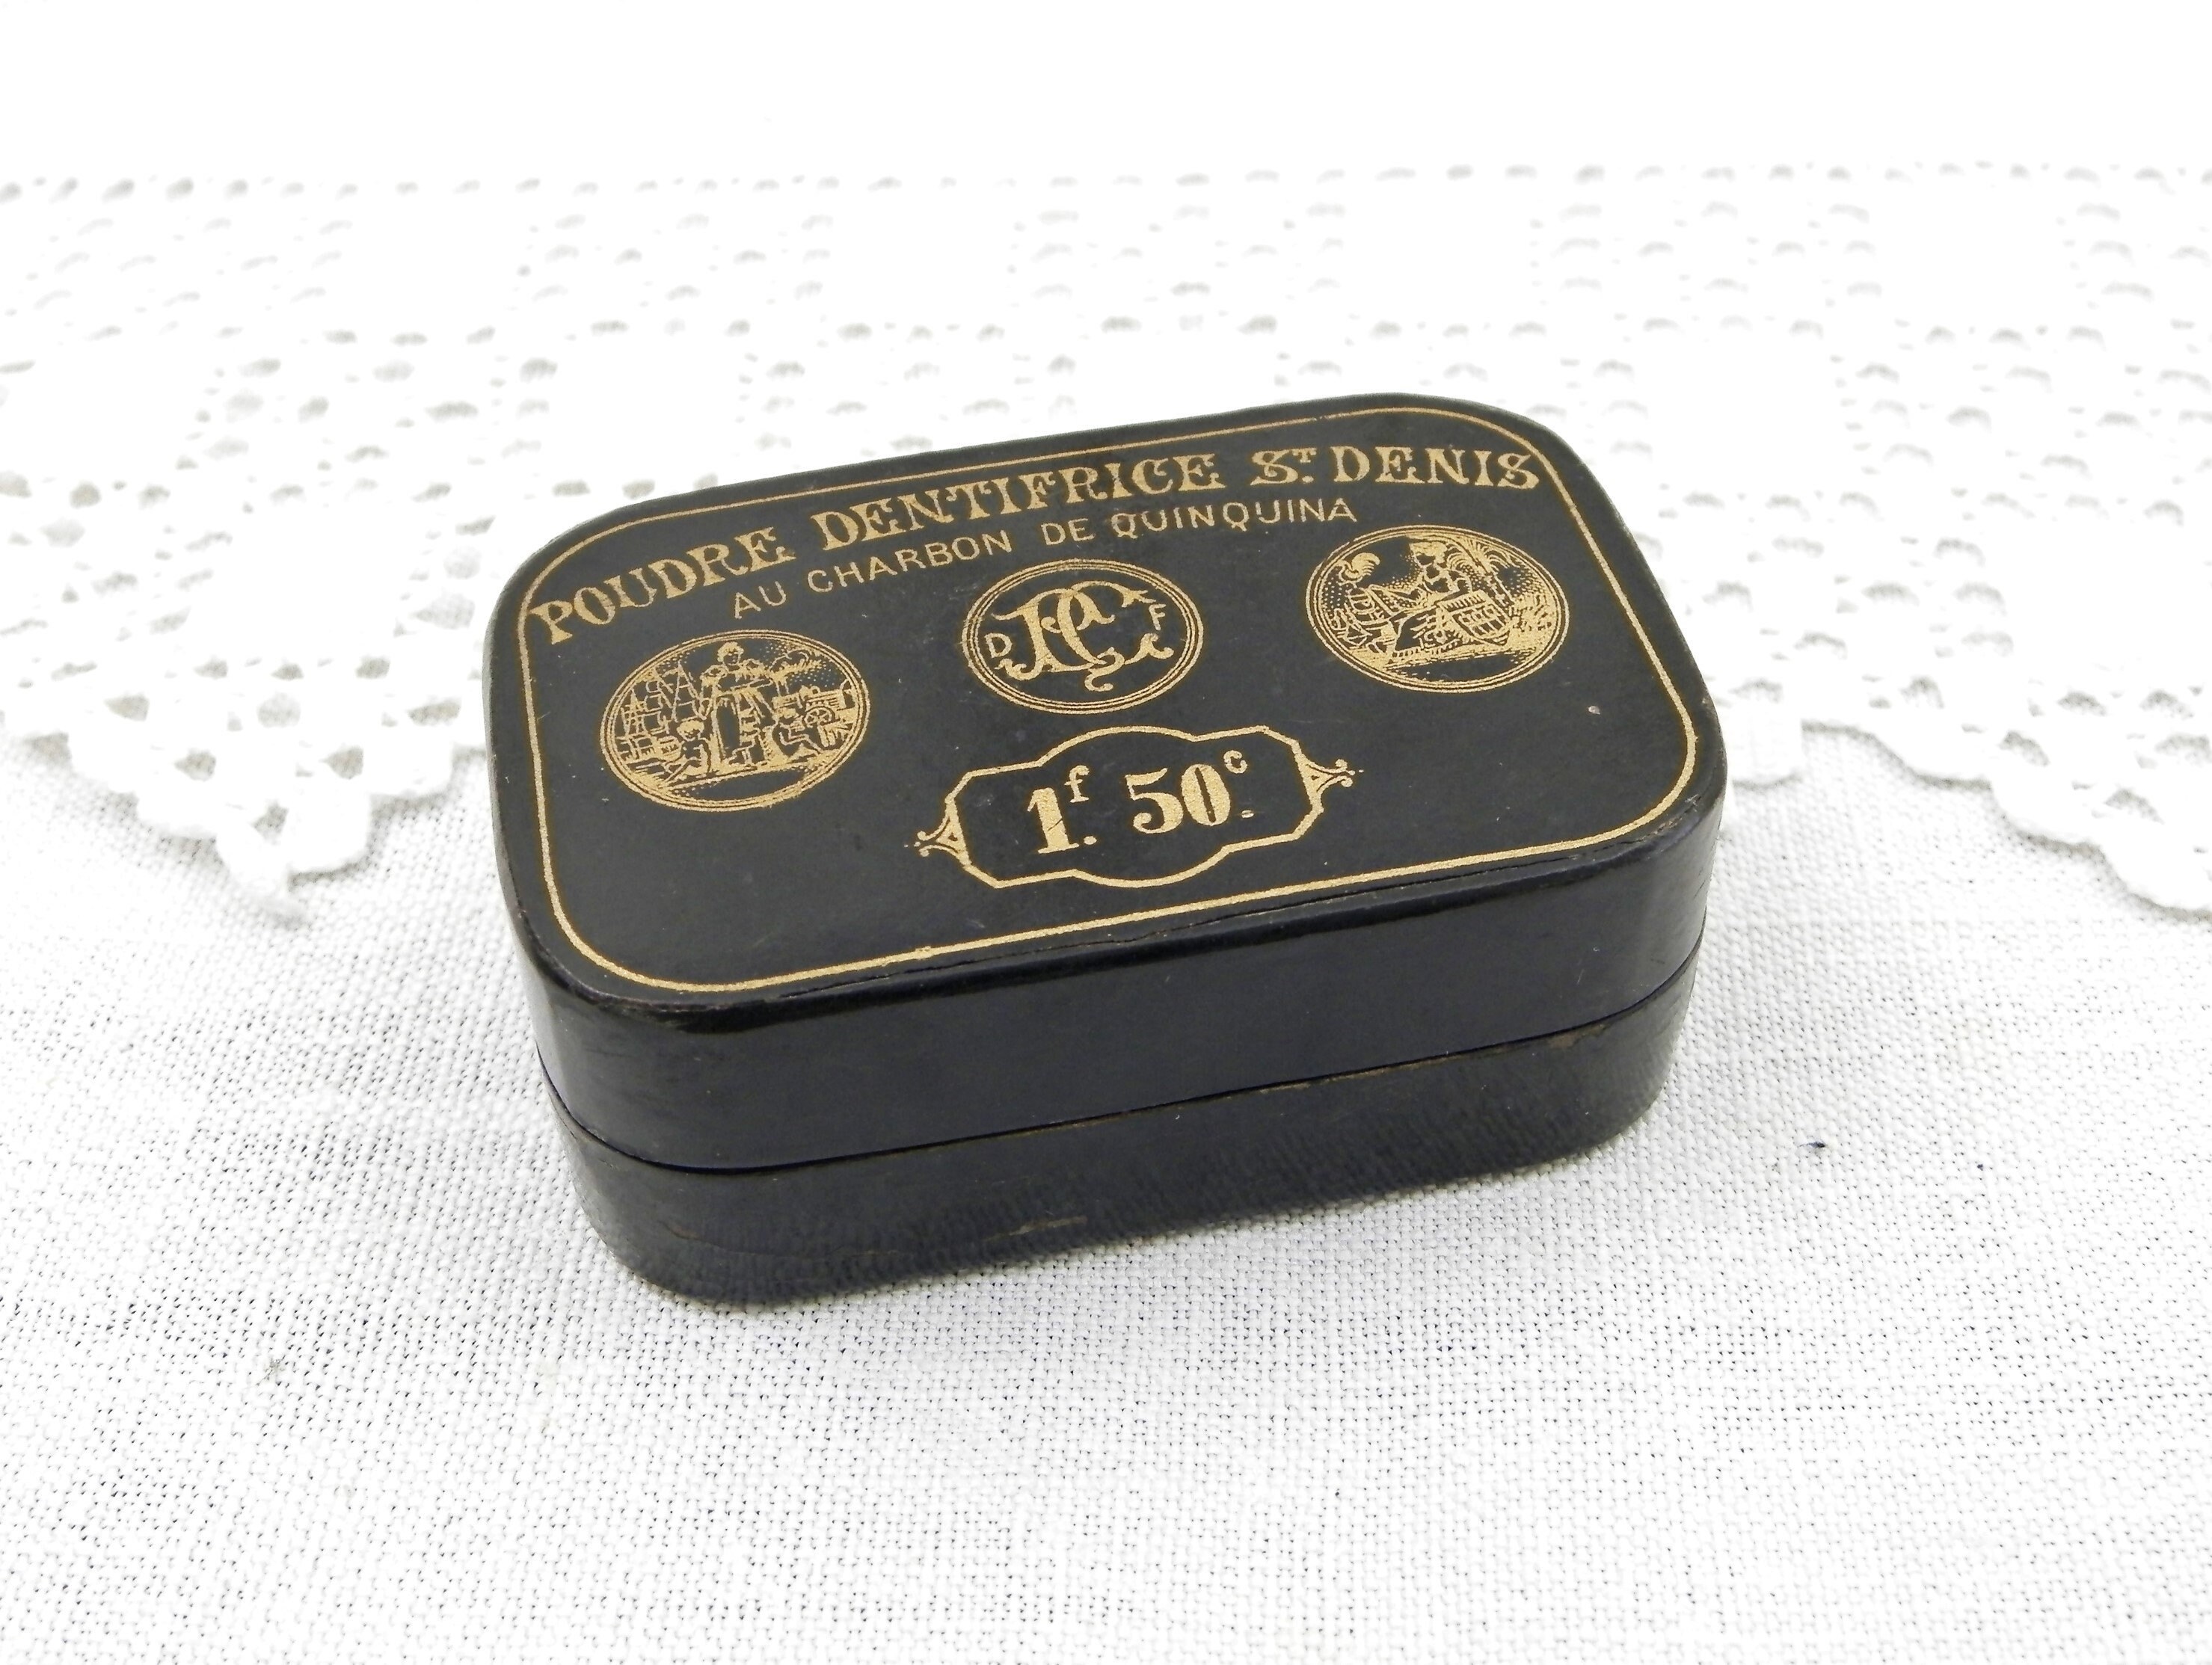 POUDRE DENTIFRICE ST. DENIS
AU CHARBON DE QUINQUINA
D F
1f. 50c.